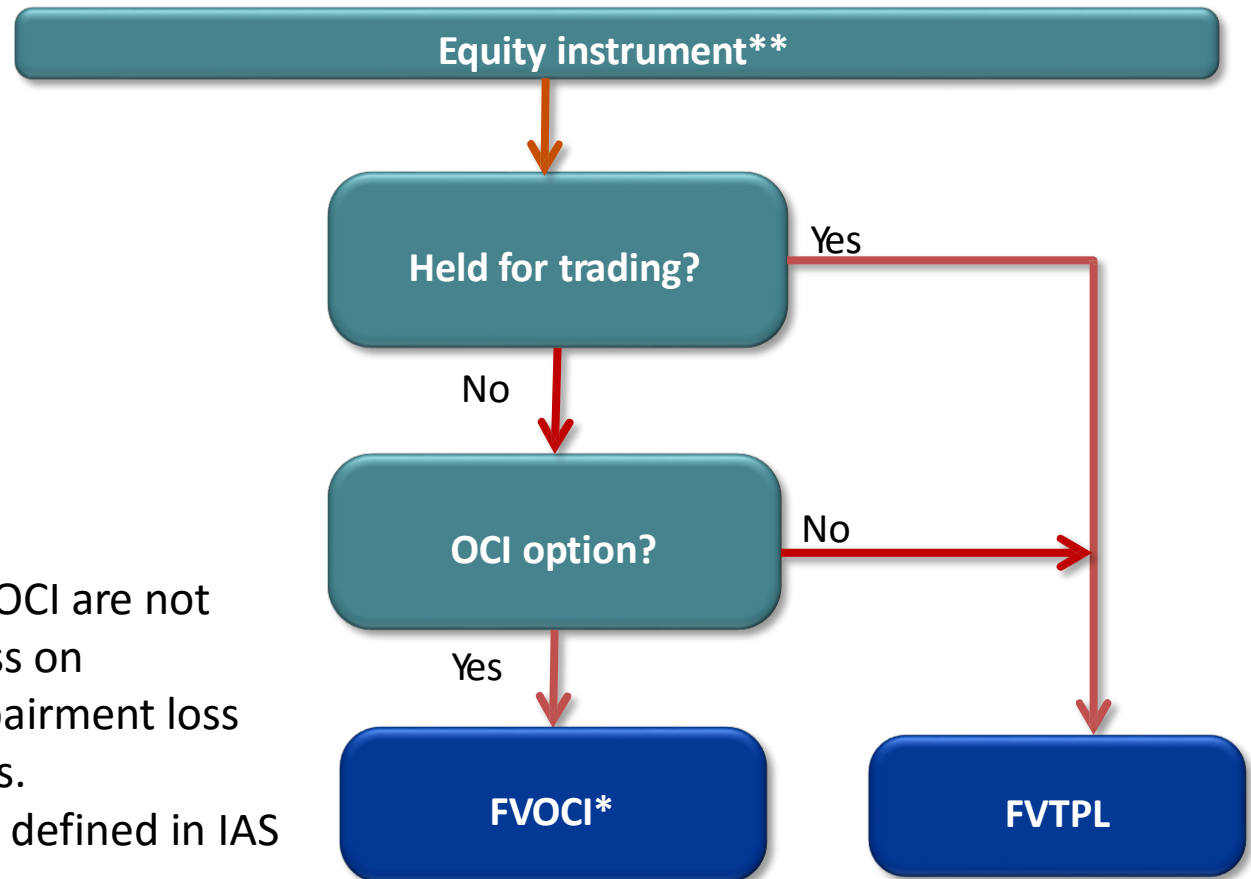 Equity instrument**
Held for trading?
Yes
No
OCI option?
No
Yes
OCI are not
ss on
pairment loss
s.
defined in IAS
FVOCI*
FVTPL